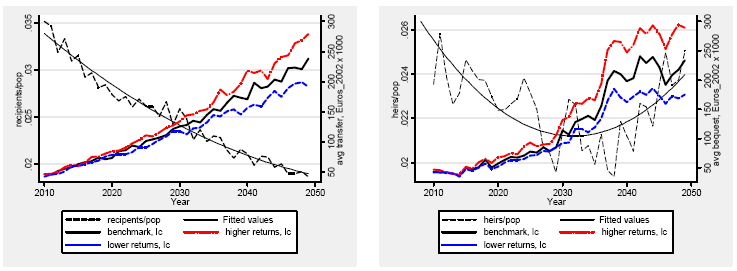 .035
.03
.025
.02
recipients/pop
300
250
200
150
100
50
avg transfer, Euros_2002 x 1000
2010 2020 2030 2040 2050
Year
recipents/pop Fitted values
benchmark, lc higher returns, lc
lower returns, lc
.026
.024
.022
.02
heirs/pop
300
250
200
150
100
50
avg bequest, Euros_2002 x 1000
2010 2020 2030 2040 2050
Year
heirs/pop Fitted values
benchmark, lc higher returns, lc
lower returns, lc